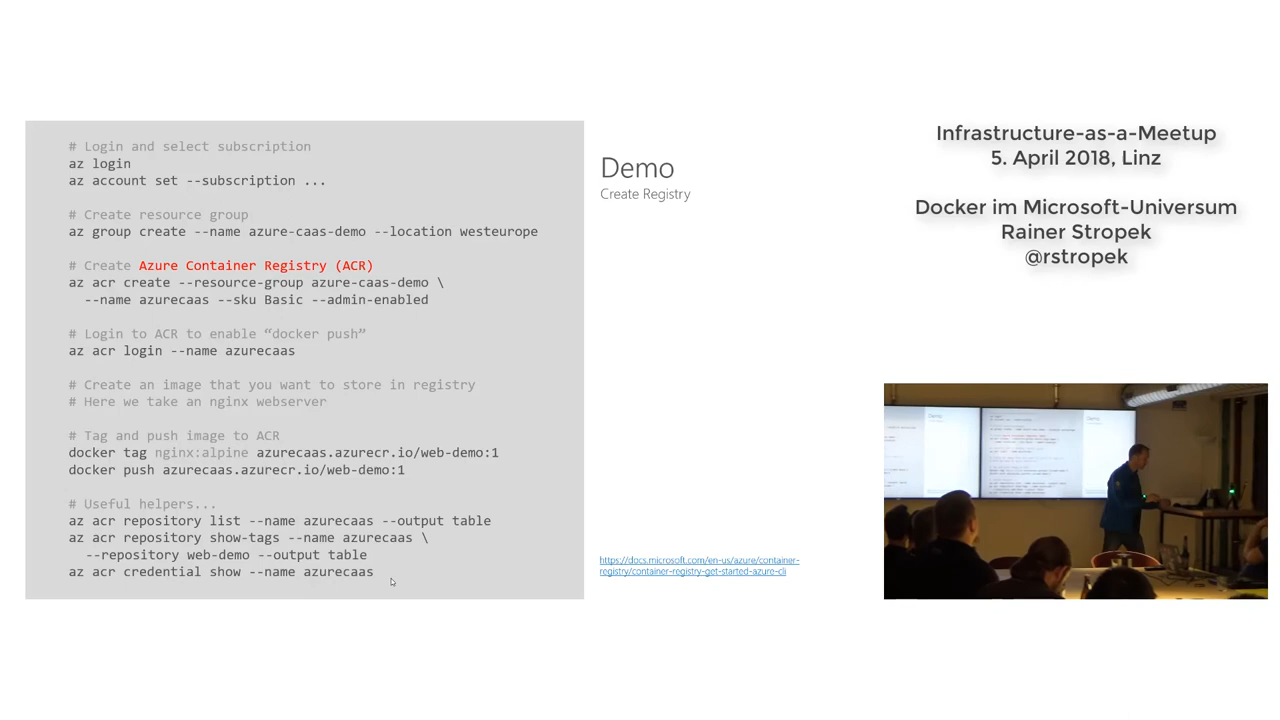 # Login and select subscription
az login
az account set --subscription ...
# Create resource group
az group create --name azure-caas-demo --location westeurope
# Create Azure Container Registry (ACR)
az acr create --resource-group azure-caas-demo \
--name azurecaas --sku Basic --admin-enabled
# Login to ACR to enable “docker push”
az acr login --name azurecaas
# Create an image that you want to store in registry
# Here we take an nginx webserver
# Tag and push image to ACR
docker tag nginx:alpine azurecaas.azurecr.io/web-demo:1
docker push azurecaas.azurecr.io/web-demo:1
# Useful helpers...
az acr repository list --name azurecaas --output table
az acr repository show-tags --name azurecaas \
--repository web-demo --output table
az acr credential show --name azurecaas
Demo
Create Registry
https://docs.microsoft.com/en-us/azure/container-
registry/container-registry-get-started-azure-cli
Infrastructure-as-a-Meetup
5. April 2018, Linz
Docker im Microsoft-Universum
Rainer Stropek
@rstropek
Demo
Demo